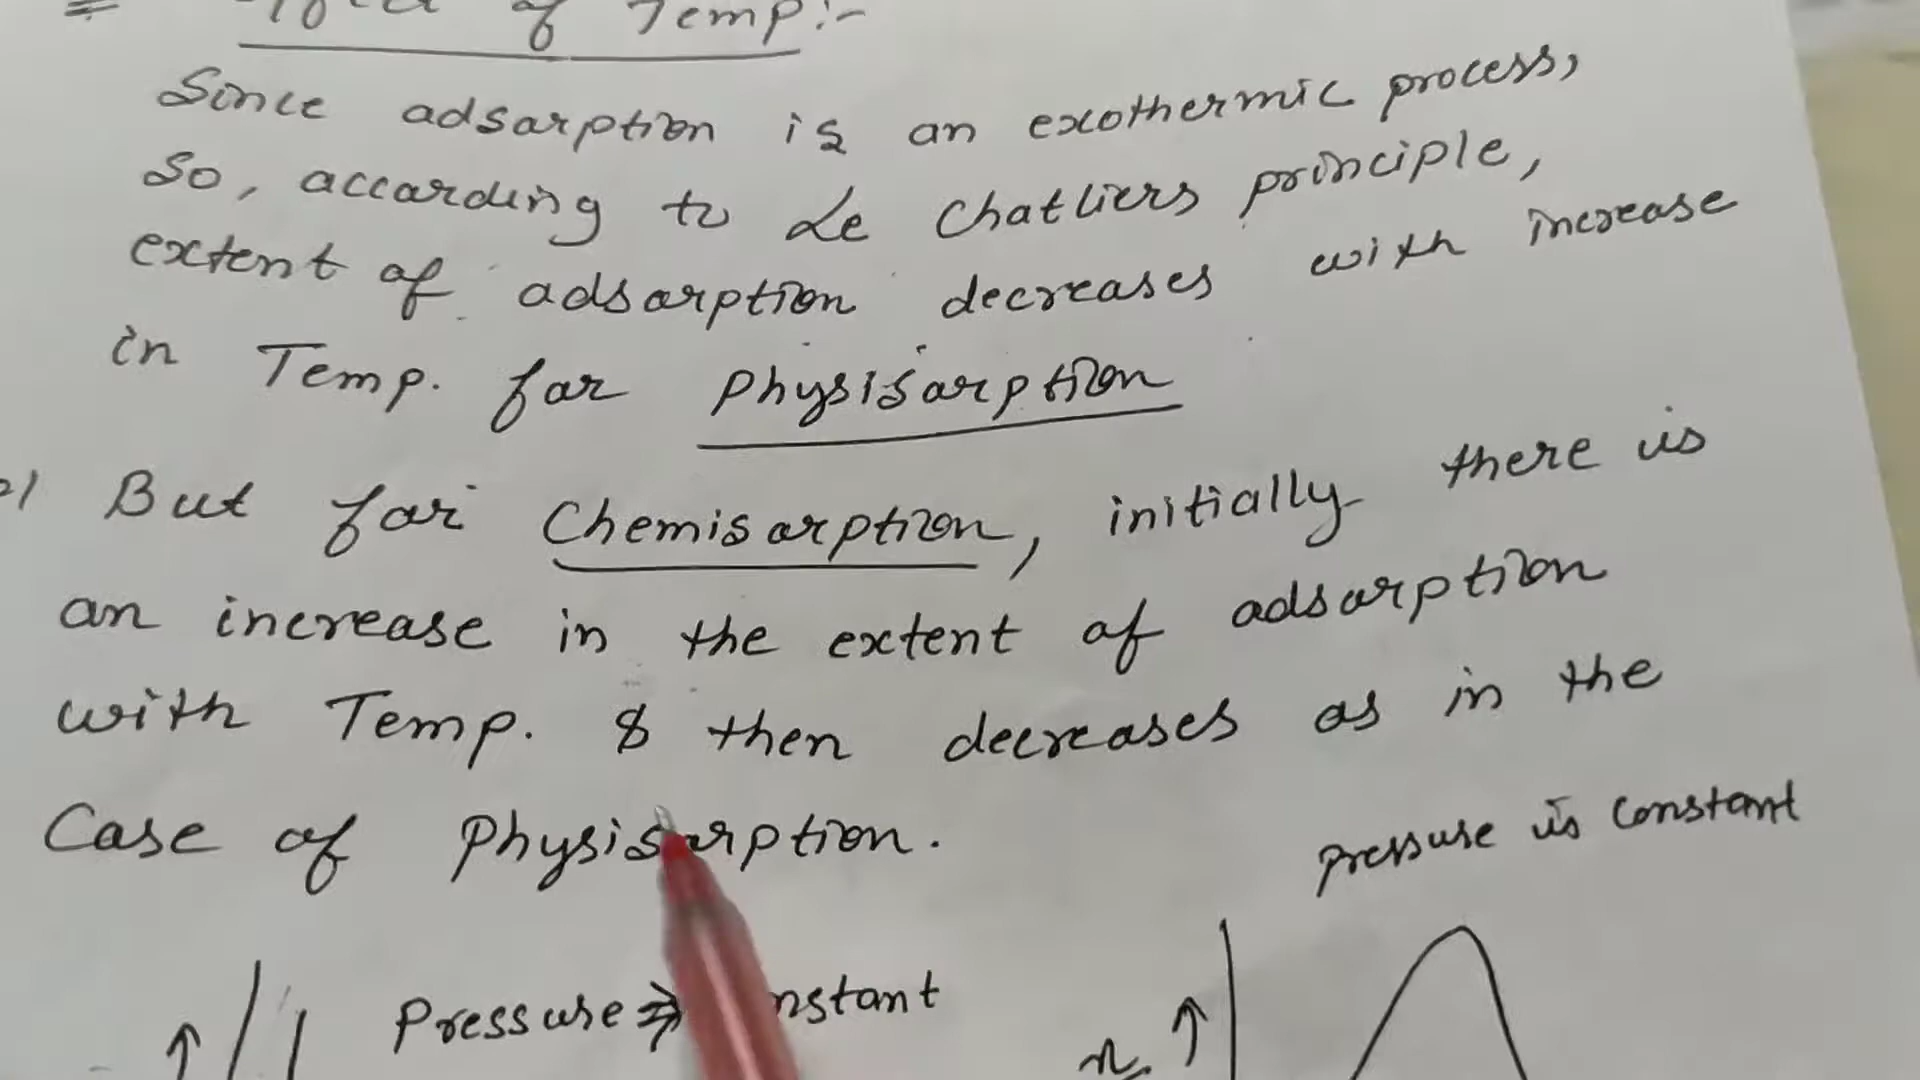 of Temp:-
Since adsorption is an exothermic process,
So, according to Le Chatliers principle,
extent of adsorption decreases with increase
in Temp. for Physisorption
But for Chemisorption, initially there is
an increase in the extent of adsorption
with Temp. & then decreases as in the
Case of Physisorption.
Pressure is constant
Pressure ⇒